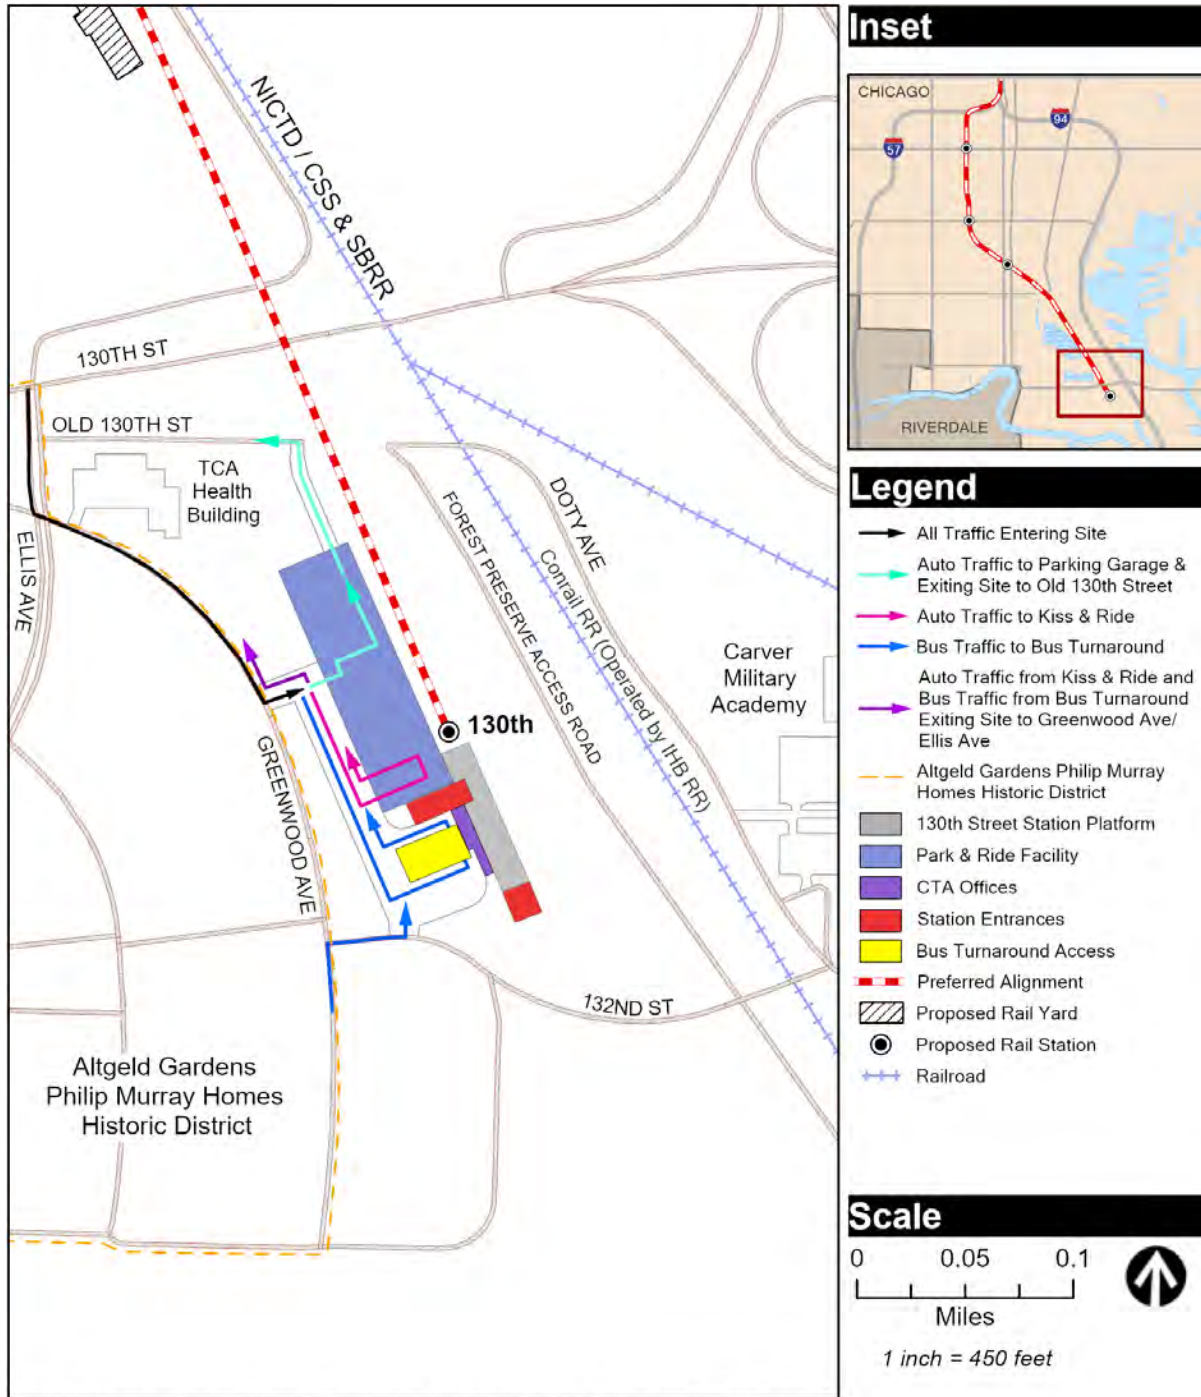 NICTD / CSS & SBRR
130TH ST
OLD 130TH ST
TCA
Health
Building
ELLIS AVE
DOTY AVE
FOREST PRESERVE ACCESS ROAD
Conrail RR (Operated by IHB RR)
Carver
Military
Academy
130th
GREENWOOD AVE
132ND ST
Altgeld Gardens
Philip Murray Homes
Historic District
Inset
CHICAGO
57
94
RIVERDALE
Legend
All Traffic Entering Site
Auto Traffic to Parking Garage &
Exiting Site to Old 130th Street
Auto Traffic to Kiss & Ride
Bus Traffic to Bus Turnaround
Auto Traffic from Kiss & Ride and
Bus Traffic from Bus Turnaround
Exiting Site to Greenwood Ave/
Ellis Ave
Altgeld Gardens Philip Murray
Homes Historic District
130th Street Station Platform
Park & Ride Facility
CTA Offices
Station Entrances
Bus Turnaround Access
Preferred Alignment
Proposed Rail Yard
Proposed Rail Station
Railroad
Scale
0 0.05 0.1
Miles
1 inch = 450 feet